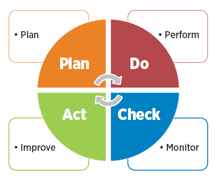 • Plan
• Perform
Plan
Do
Act
Check
• Improve
• Monitor